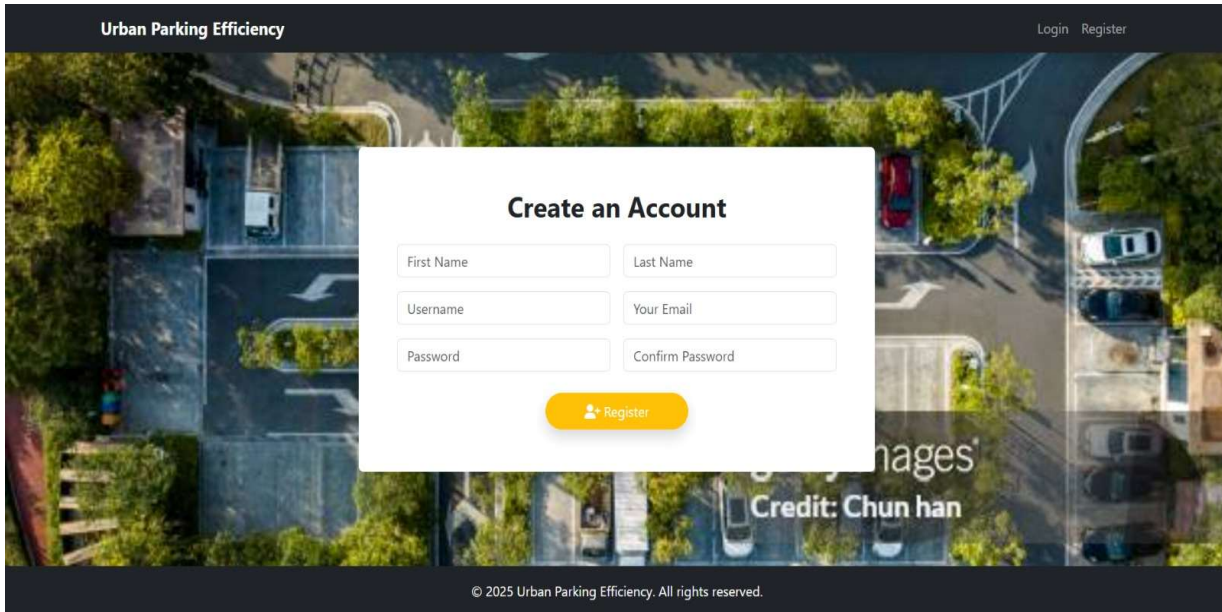 Urban Parking Efficiency
Login Register
Create an Account
First Name Last Name
Username Your Email
Password Confirm Password
Register
Credit: Chun han
© 2025 Urban Parking Efficiency. All rights reserved.